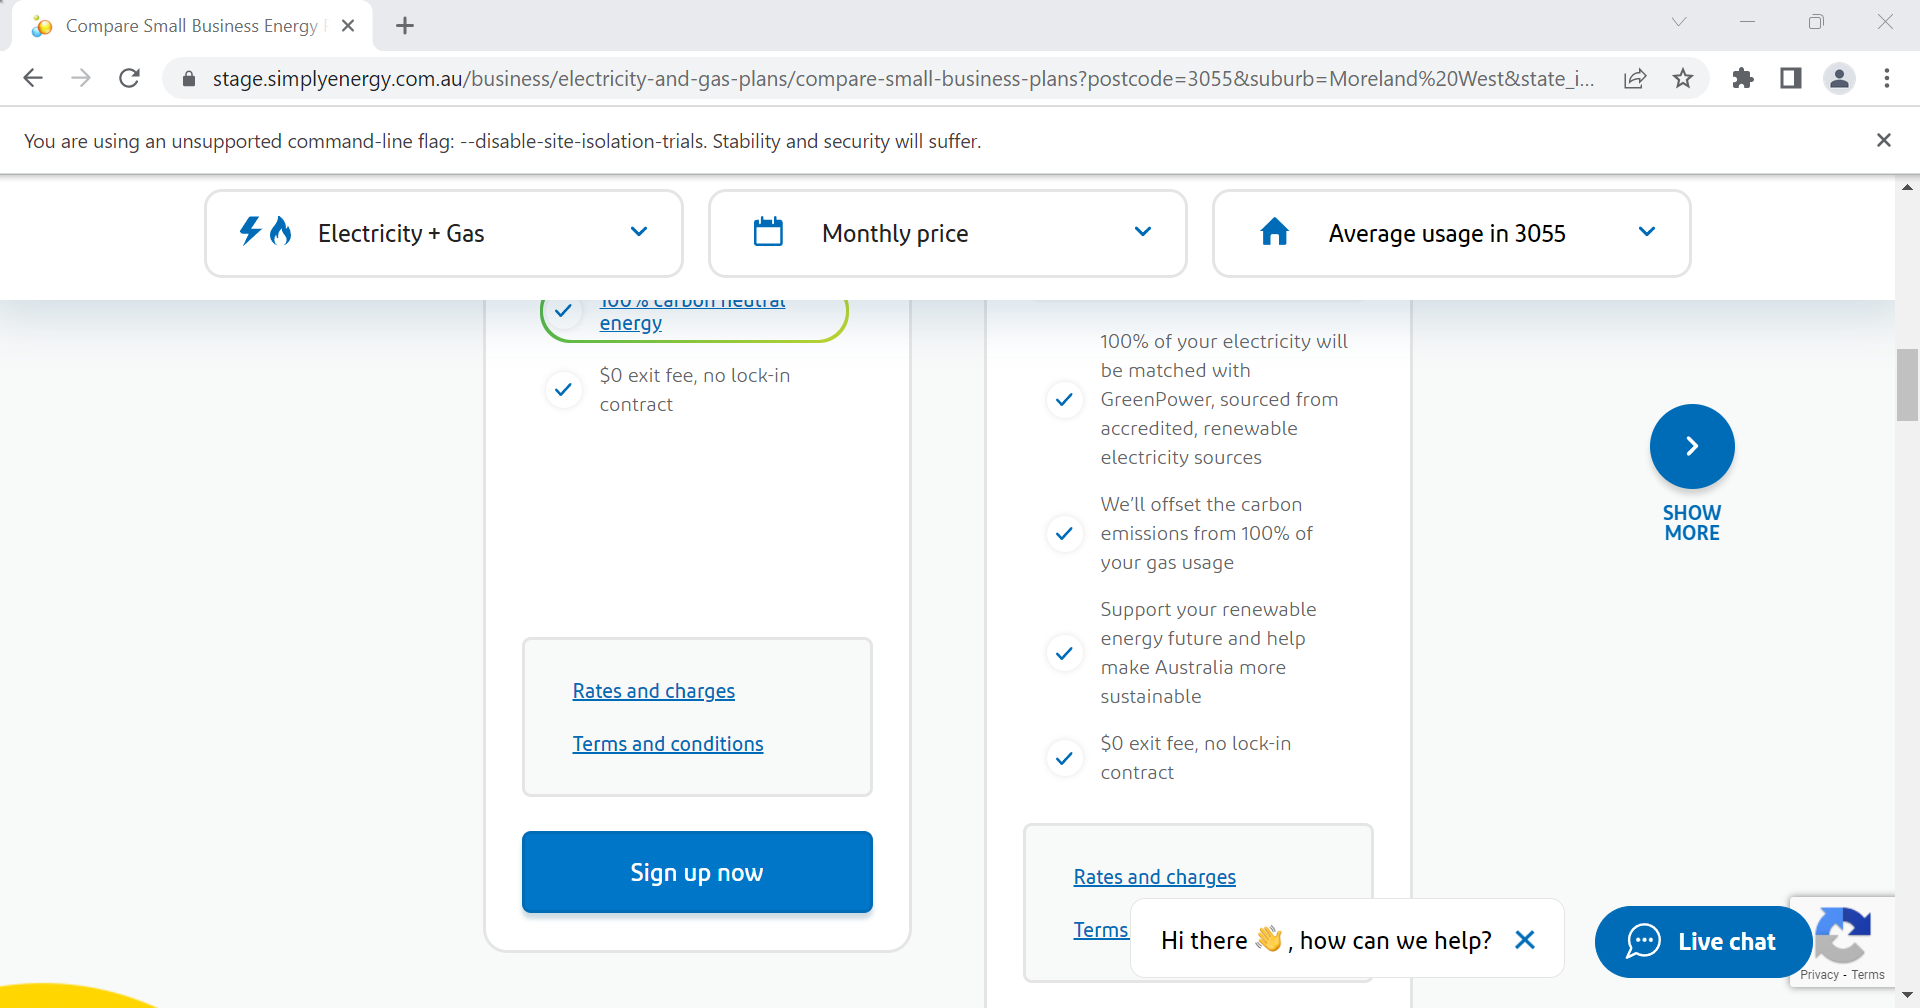 Compare Small Business Energy
stage.simplyenergy.com.au/business/electricity-and-gas-plans/compare-small-business-plans?postcode=3055&suburb=Moreland%20West&state_i...
You are using an unsupported command-line flag: --disable-site-isolation-trials. Stability and security will suffer.
Electricity + Gas
Monthly price
Average usage in 3055
100% carbon neutral
energy
$0 exit fee, no lock-in
contract
Rates and charges
Terms and conditions
Sign up now
100% of your electricity will
be matched with
GreenPower, sourced from
accredited, renewable
electricity sources
We'll offset the carbon
emissions from 100% of
your gas usage
Support your renewable
energy future and help
make Australia more
sustainable
$0 exit fee, no lock-in
contract
Rates and charges
Terms
SHOW
MORE
Hi there 👋 , how can we help?
Live chat
Privacy - Terms